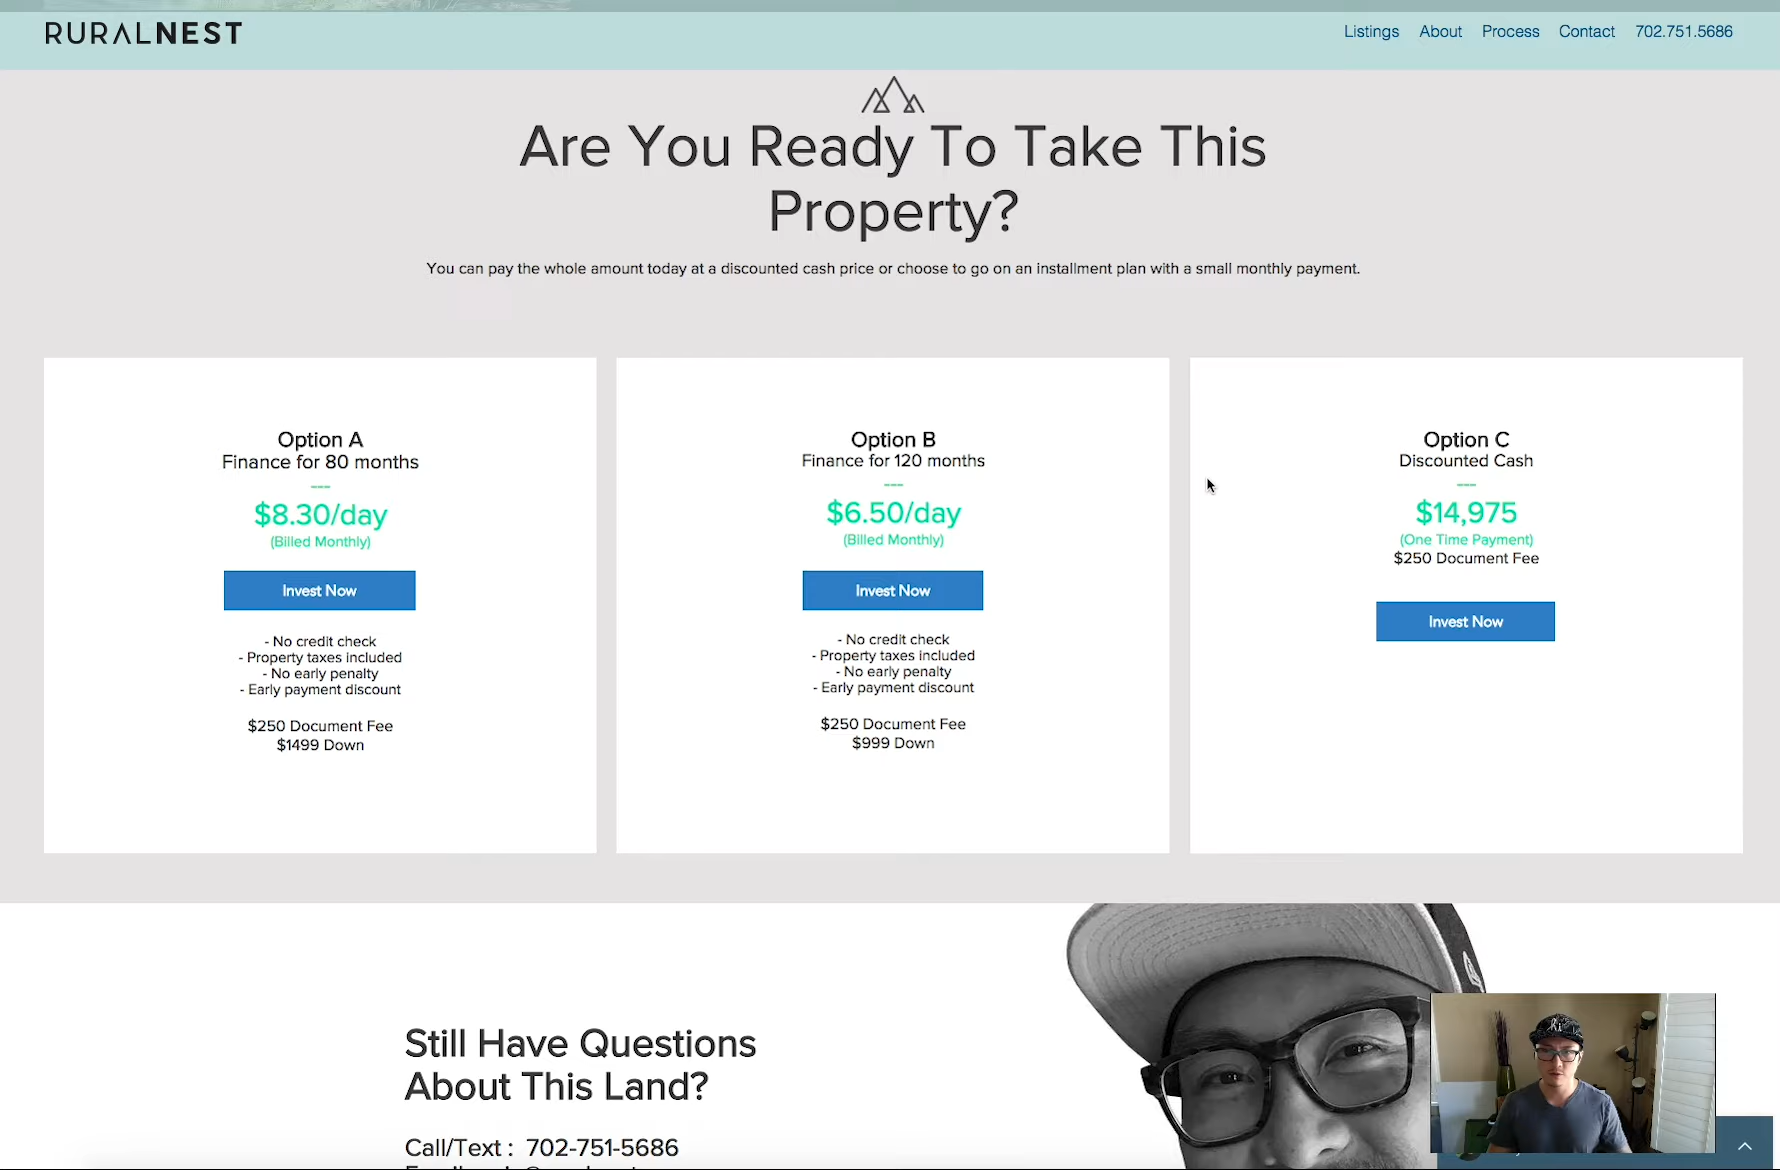 RURALNEST
Listings About Process Contact 702.751.5686
Are You Ready To Take This
Property?
You can pay the whole amount today at a discounted cash price or choose to go on an installment plan with a small monthly payment.
Option A
Finance for 80 months
---
$8.30/day
(Billed Monthly)
Invest Now
- No credit check
- Property taxes included
- No early penalty
- Early payment discount
$250 Document Fee
$1499 Down
Option B
Finance for 120 months
---
$6.50/day
(Billed Monthly)
Invest Now
- No credit check
- Property taxes included
- No early penalty
- Early payment discount
$250 Document Fee
$999 Down
Option C
Discounted Cash
---
$14,975
(One Time Payment)
$250 Document Fee
Invest Now
Still Have Questions
About This Land?
Call/Text : 702-751-5686